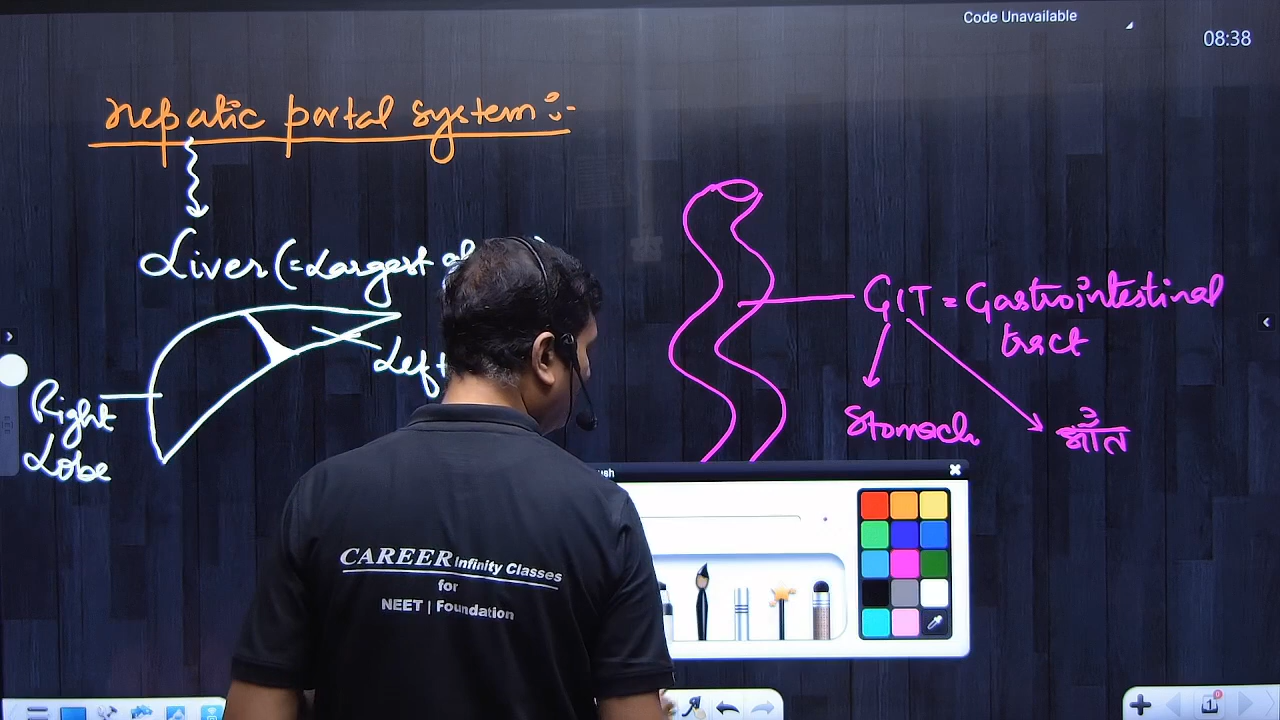 Code Unavailable
08:38
Hepatic portal system :-
Liver (= Largest
GIT = Gastrointestinal
tract
Left
Right
Lobe
Stomach
आँत
CAREER Infinity Classes
for
NEET | Foundation